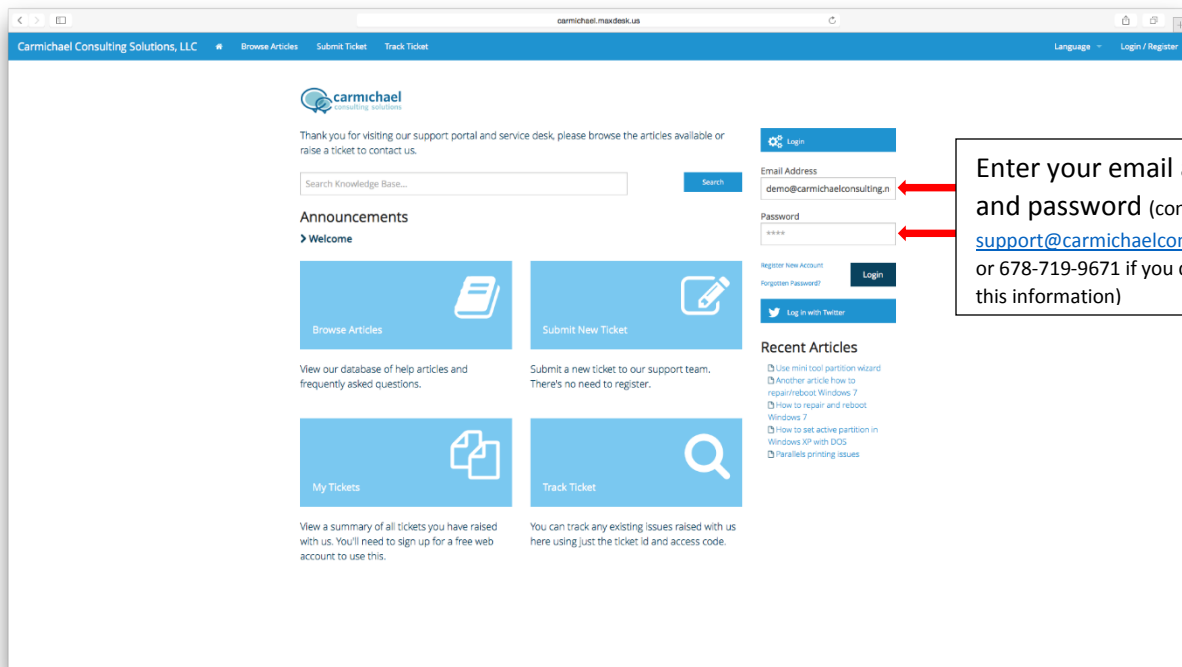 carmichael.maxdesk.us
Carmichael Consulting Solutions, LLC Browse Articles Submit Ticket Track Ticket Language Login / Register
carmichael
consulting solutions
Thank you for visiting our support portal and service desk, please browse the articles available or
raise a ticket to contact us.
Search Knowledge Base... Search
Announcements
Welcome
Browse Articles
Submit New Ticket
View our database of help articles and
frequently asked questions.
Submit a new ticket to our support team.
There's no need to register.
My Tickets
Track Ticket
View a summary of all tickets you have raised
with us. You'll need to sign up for a free web
account to use this.
You can track any existing issues raised with us
here using just the ticket id and access code.
Login
Email Address
demo@carmichaelconsulting.n
Password
****
Register New Account
Forgotten Password?
Login
Log in with Twitter
Recent Articles
Use mini tool partition wizard
Another article how to
repair/reboot Windows 7
How to repair and reboot
Windows 7
How to set active partition in
Windows XP with DOS
Parallels printing issues
Enter your email
and password (con
support@carmichaelcon
or 678-719-9671 if you
this information)